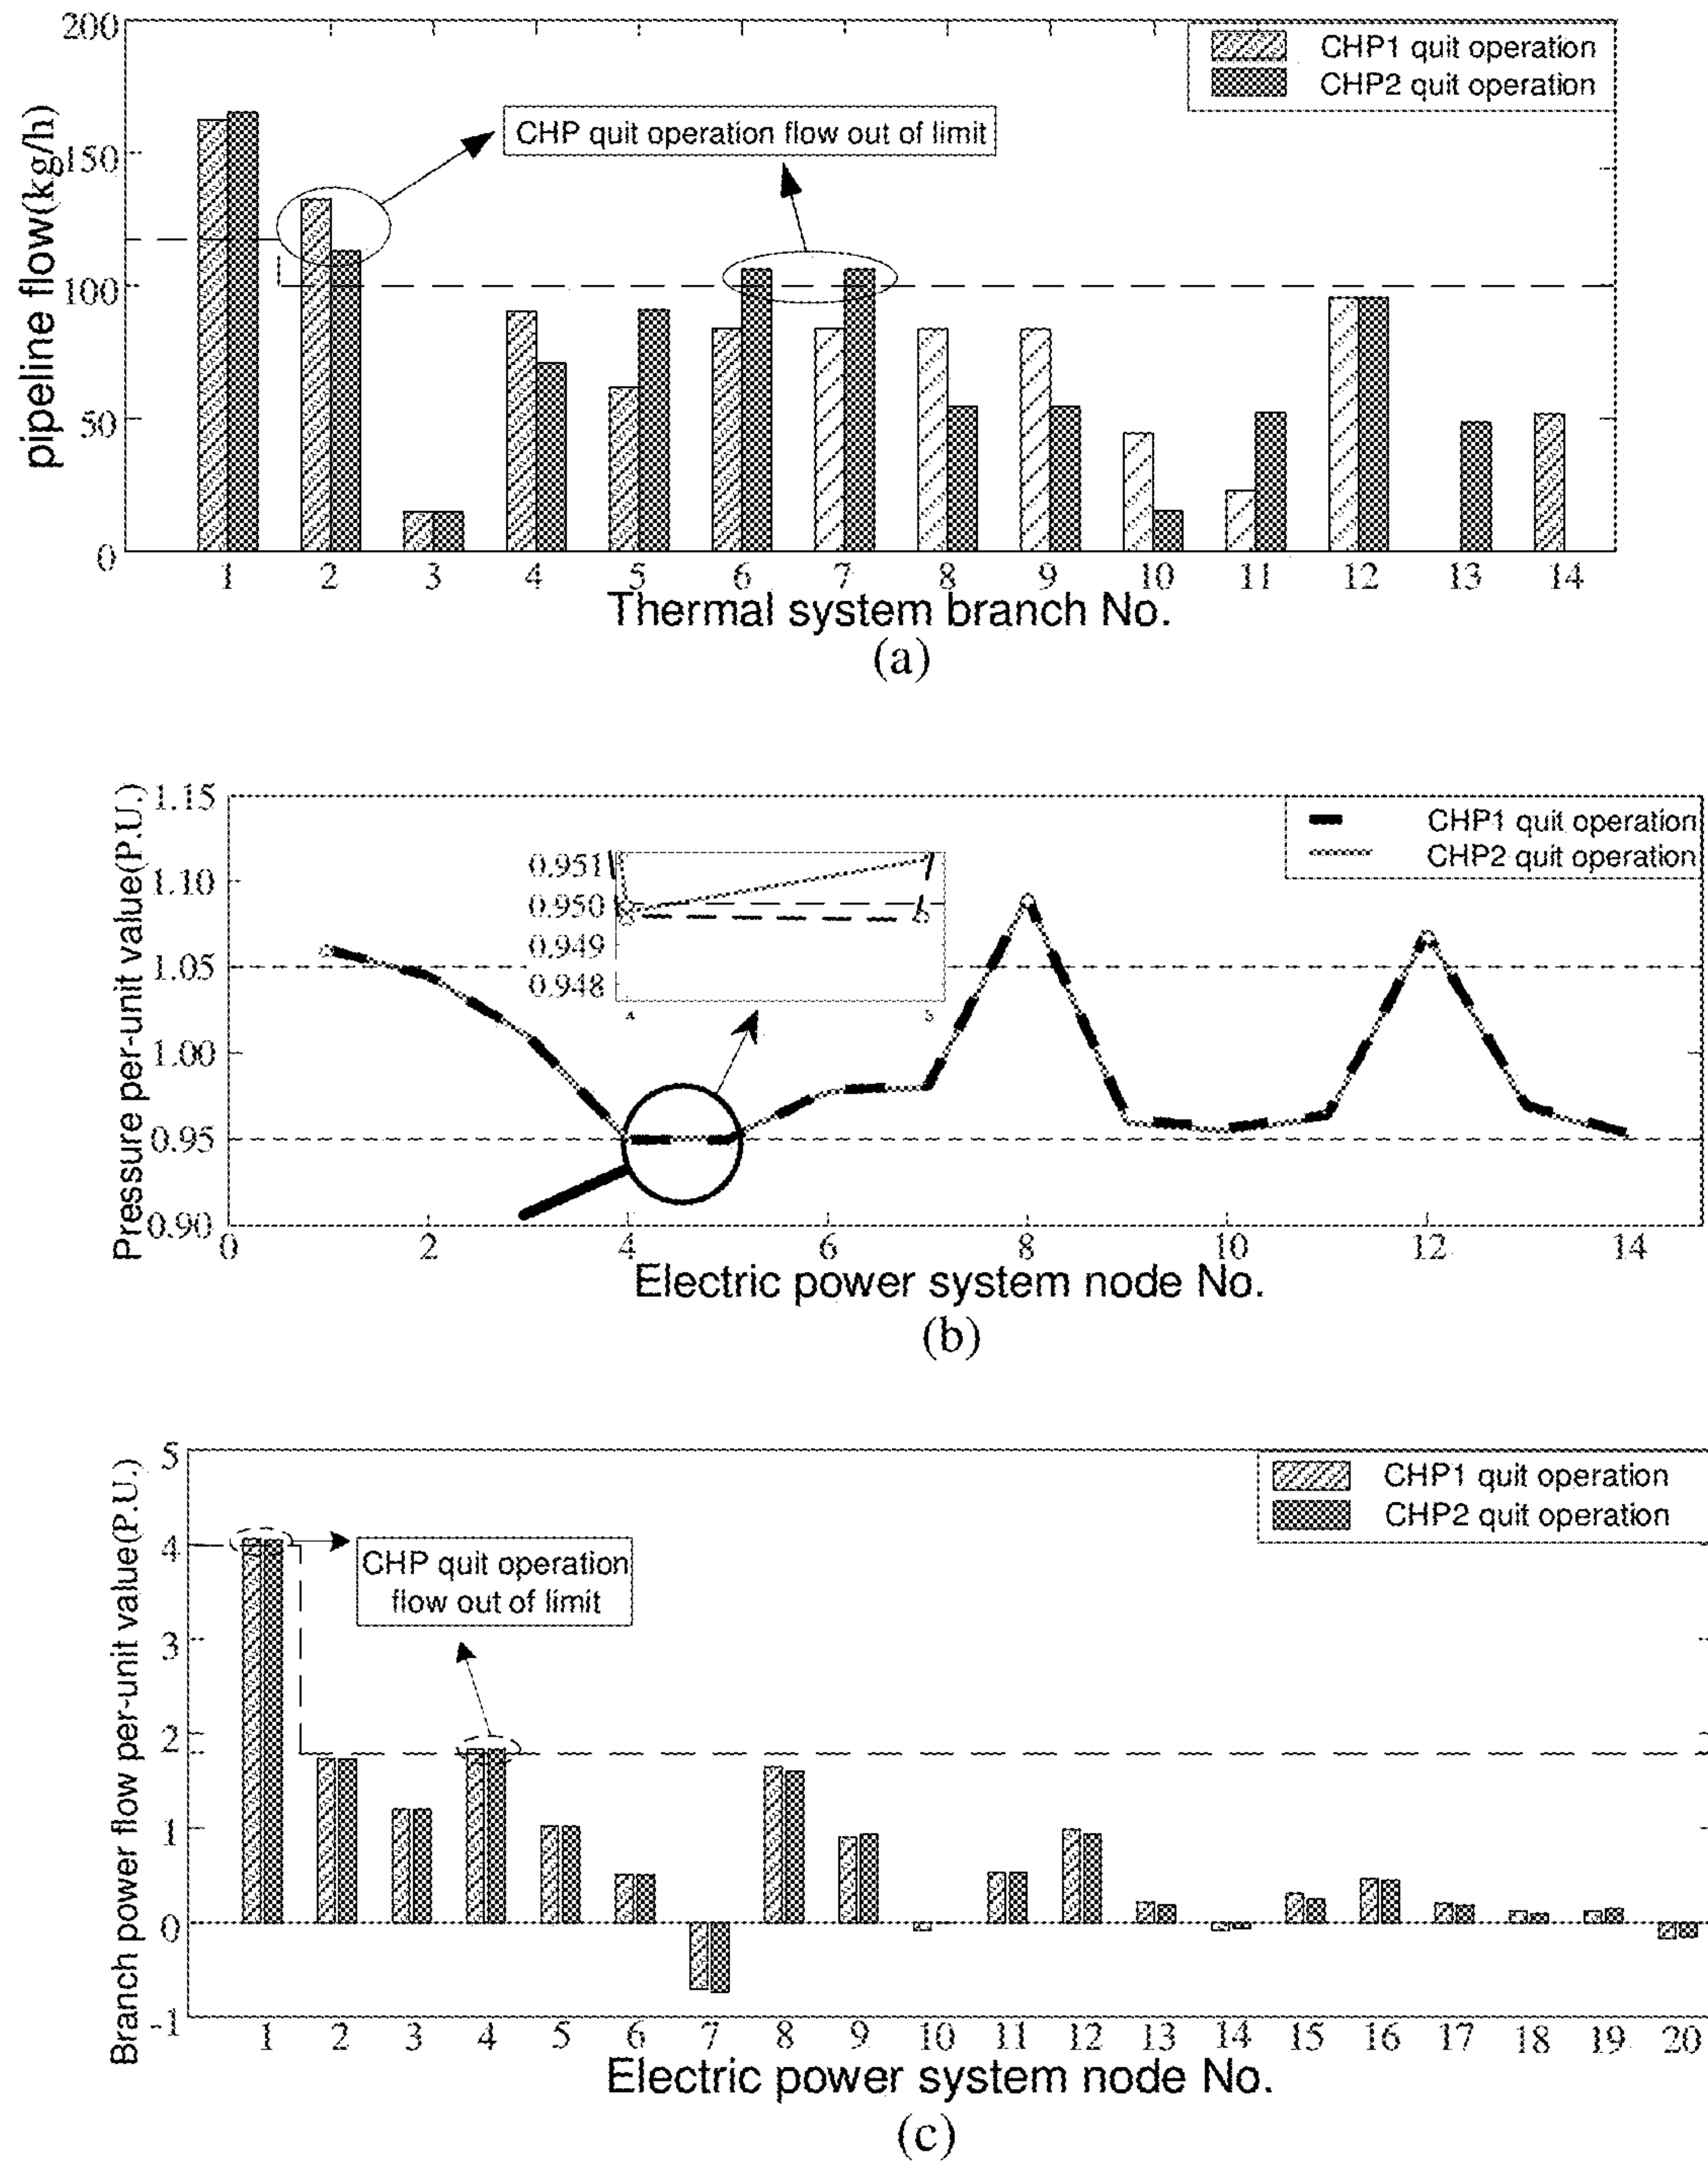 200
150
100
50
0
pipeline flow(kg/h)
CHP1 quit operation
CHP2 quit operation
CHP quit operation flow out of limit
1 2 3 4 5 6 7 8 9 10 11 12 13 14
Thermal system branch No.
(a)
1.15
1.10
1.05
1.00
0.95
0.90
Pressure per-unit value(P.U.)
CHP1 quit operation
CHP2 quit operation
0.951
0.950
0.949
0.948
4 5
0 2 4 6 8 10 12 14
Electric power system node No.
(b)
5
4
3
2
1
0
-1
Branch power flow per-unit value(P.U.)
CHP1 quit operation
CHP2 quit operation
CHP quit operation
flow out of limit
1 2 3 4 5 6 7 8 9 10 11 12 13 14 15 16 17 18 19 20
Electric power system node No.
(c)